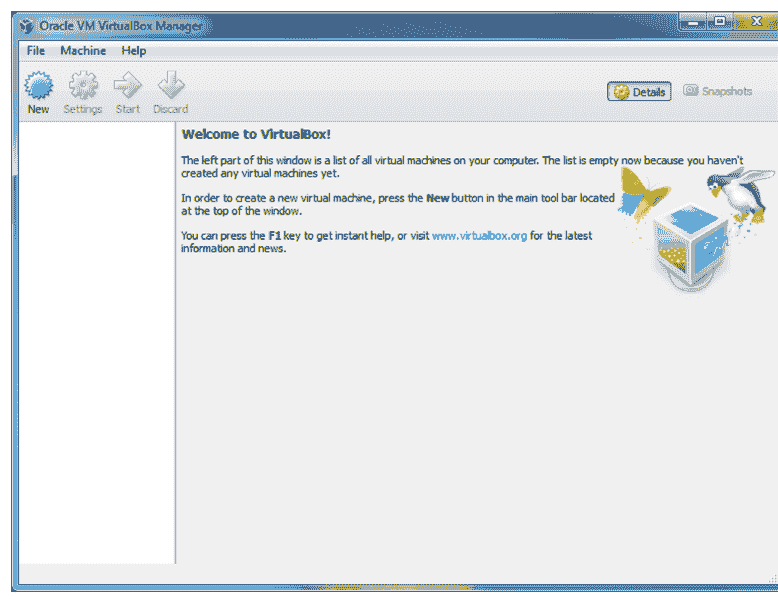 Oracle VM VirtualBox Manager
File Machine Help
New Settings Start Discard
Details Snapshots
Welcome to VirtualBox!
The left part of this window is a list of all virtual machines on your computer. The list is empty now because you haven't
created any virtual machines yet.
In order to create a new virtual machine, press the New button in the main tool bar located
at the top of the window.
You can press the F1 key to get instant help, or visit www.virtualbox.org for the latest
information and news.